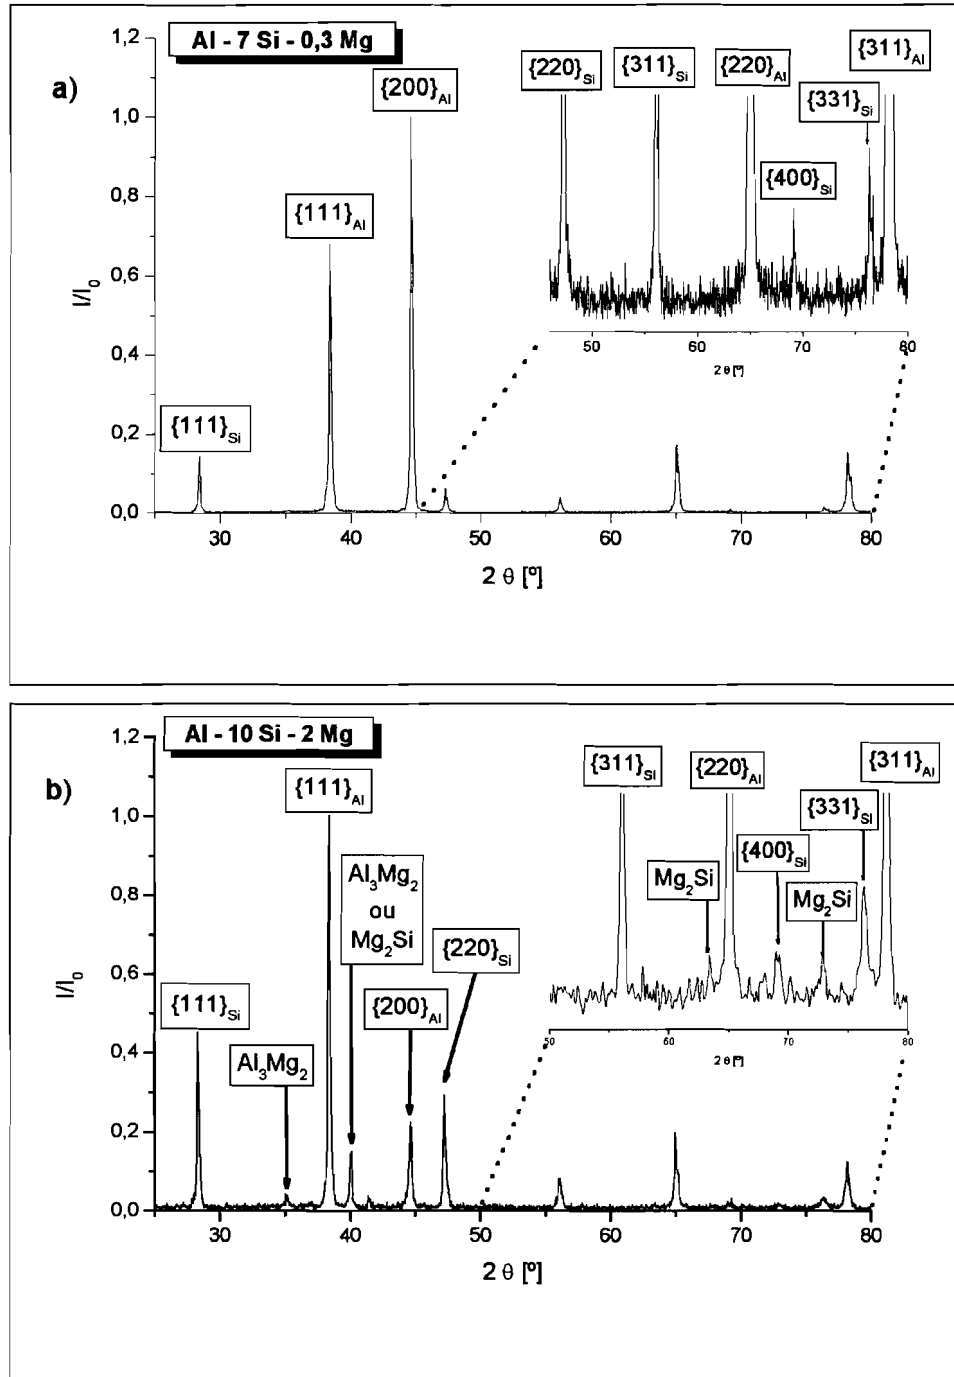 Al - 7 Si - 0,3 Mg
a)
{111}Si
{111}Al
{200}Al
{220}Si
{311}Si
{220}Al
{400}Si
{331}Si
{311}Al
1,2
1,0
0,8
0,6
0,4
0,2
0,0
I/I0
50 60 70 80
2 θ [º]
30 40 50 60 70 80
2 θ [º]
Al - 10 Si - 2 Mg
b)
{111}Si
Al3Mg2
{111}Al
Al3Mg2
ou
Mg2Si
{200}Al
{220}Si
{311}Si
Mg2Si
{220}Al
{400}Si
Mg2Si
{331}Si
{311}Al
1,2
1,0
0,8
0,6
0,4
0,2
0,0
I/I0
50 60 70 80
2 θ [º]
30 40 50 60 70 80
2 θ [º]